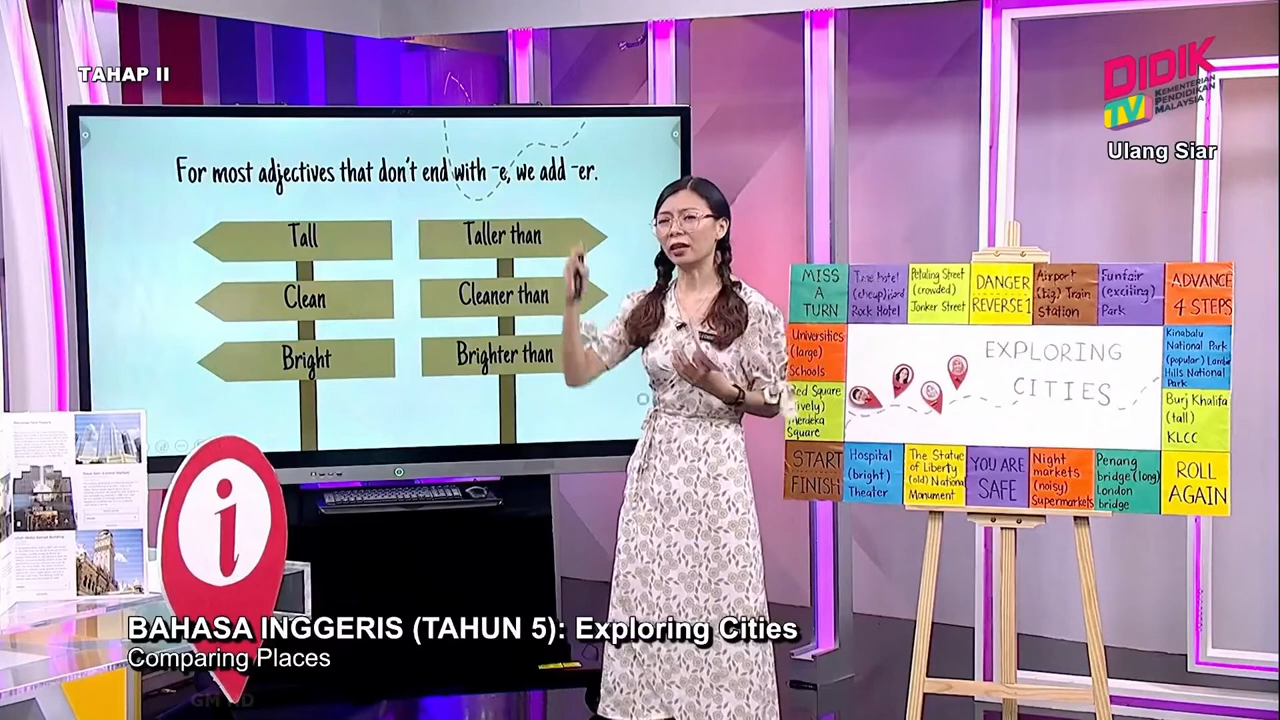 TAHAP II
DIDIK
TV
KEMENTERIAN
PENDIDIKAN
MALAYSIA
Ulang Siar
For most adjectives that don't end with -e, we add -er.
Tall
Taller than
Clean
Cleaner than
Bright
Brighter than
MISS
A
TURN
Hotel
(cheap)
Rock Hotel
Petaling Street
(crowded)
Jonker Street
DANGER
REVERSE 1
Airport
(big) Train
Station
Funfair
(exciting)
Park
ADVANCE
4 STEPS
Universities
(large)
Schools
Kinabalu
National Park
(popular)
Hills National
Park
EXPLORING
CITIES
Square
Square
Burj Khalifa
(tall)
KLCC
START
FINISH
Hospital
(bright)
Theater
The Statue
of Liberty
(old) National
Monument
YOU ARE
SAFE
Night
markets
(noisy)
Supermarkets
Penang
bridge (long)
London
bridge
ROLL
AGAIN
i
BAHASA INGGERIS (TAHUN 5): Exploring Cities
Comparing Places